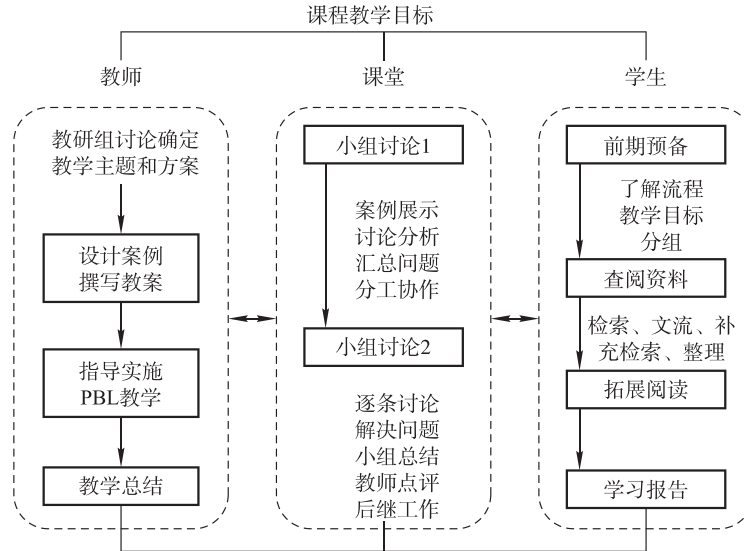 课程教学目标
教师
课堂
学生
教研组讨论确定
教学主题和方案
设计案例
撰写教案
指导实施
PBL教学
教学总结
小组讨论1
案例展示
讨论分析
汇总问题
分工协作
小组讨论2
逐条讨论
解决问题
小组总结
教师点评
后继工作
前期预备
了解流程
教学目标
分组
查阅资料
检索、文流、补
充检索、整理
拓展阅读
学习报告